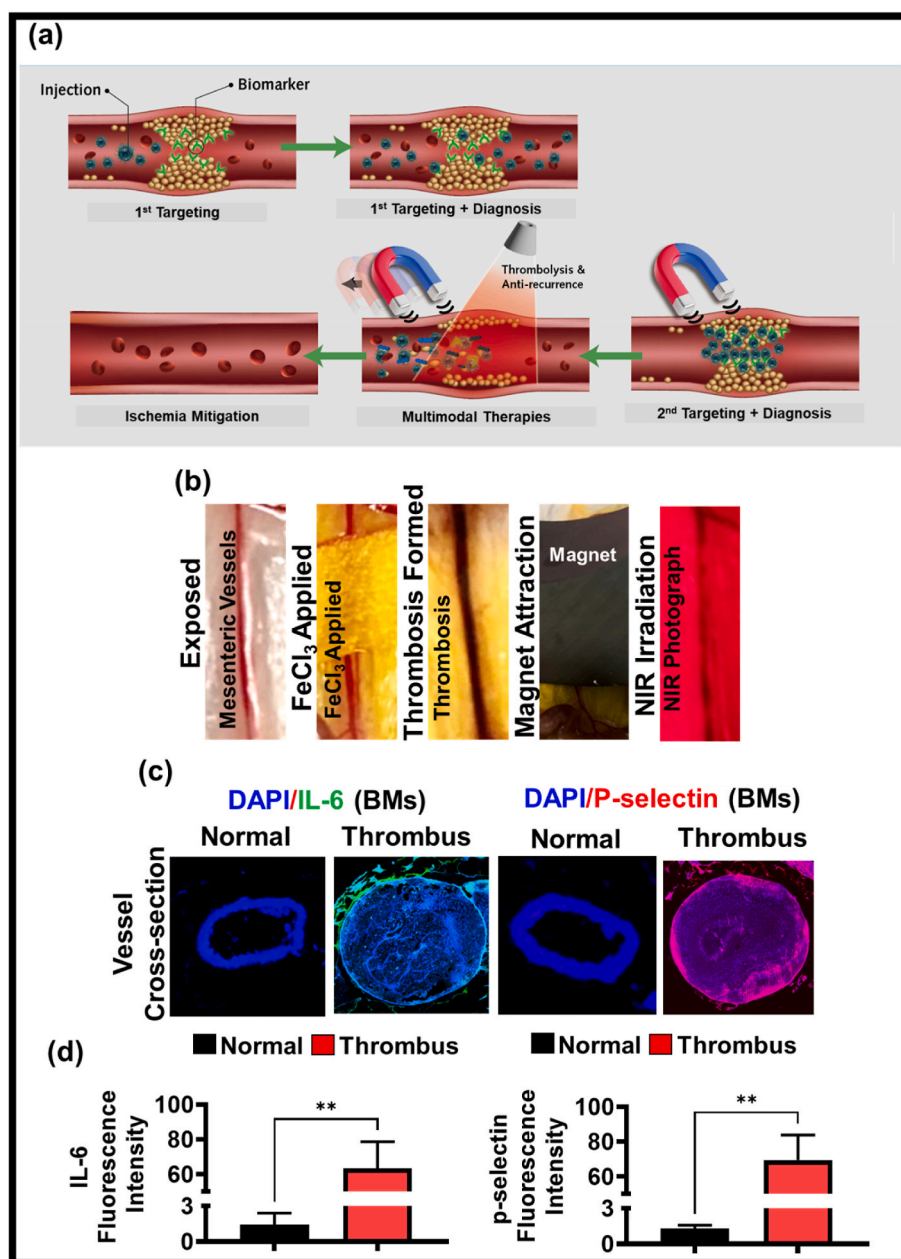 (a)
Injection
Biomarker
1st Targeting
1st Targeting + Diagnosis
Thrombolysis &
Anti-recurrence
Ischemia Mitigation
Multimodal Therapies
2nd Targeting + Diagnosis
(b)
Exposed
Mesenteric Vessels
FeCl3 Applied
FeCl3 Applied
Thrombosis Formed
Thrombosis
Magnet Attraction
Magnet
NIR Irradiation
NIR Photograph
(c)
DAPI/IL-6 (BMs)
DAPI/P-selectin (BMs)
Normal
Thrombus
Normal
Thrombus
Vessel
Cross-section
Normal
Thrombus
Normal
Thrombus
(d)
IL-6
Fluorescence
Intensity
100
80
60
3
0
**
p-selectin
Fluorescence
Intensity
100
80
60
3
0
**